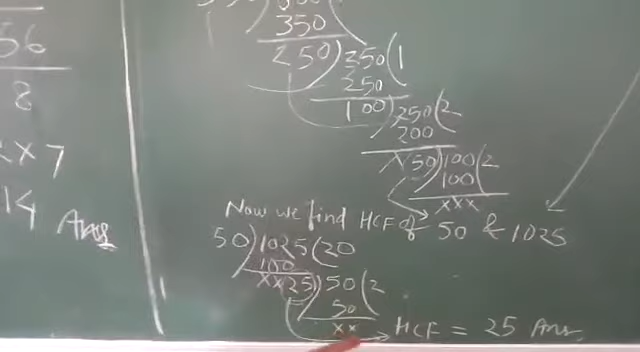 56
8
x 7
14 Ans
350
250)350(1
250
100)250(2
200
x50)100(2
100
xxx
Now we find HCF of 50 & 1025
50)1025(20
100
xx25)50(2
50
xx
HCF = 25 Ans.